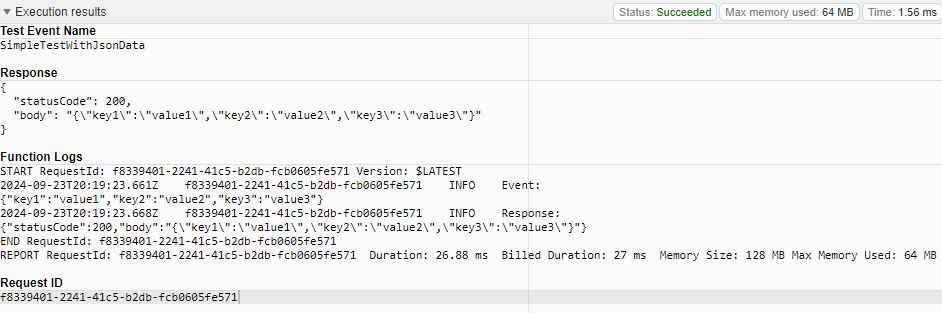 Execution results
Status: Succeeded
Max memory used: 64 MB
Time: 1.56 ms
Test Event Name
SimpleTestWithJsonData
Response
{
  "statusCode": 200,
  "body": "{\"key1\":\"value1\",\"key2\":\"value2\",\"key3\":\"value3\"}"
}
Function Logs
START RequestId: f8339401-2241-41c5-b2db-fcb0605fe571 Version: $LATEST
2024-09-23T20:19:23.661Z    f8339401-2241-41c5-b2db-fcb0605fe571    INFO    Event:
{"key1":"value1","key2":"value2","key3":"value3"}
2024-09-23T20:19:23.668Z    f8339401-2241-41c5-b2db-fcb0605fe571    INFO    Response:
{"statusCode":200,"body":"{\"key1\":\"value1\",\"key2\":\"value2\",\"key3\":\"value3\"}"}
END RequestId: f8339401-2241-41c5-b2db-fcb0605fe571
REPORT RequestId: f8339401-2241-41c5-b2db-fcb0605fe571  Duration: 26.88 ms  Billed Duration: 27 ms  Memory Size: 128 MB Max Memory Used: 64 MB
Request ID
f8339401-2241-41c5-b2db-fcb0605fe571